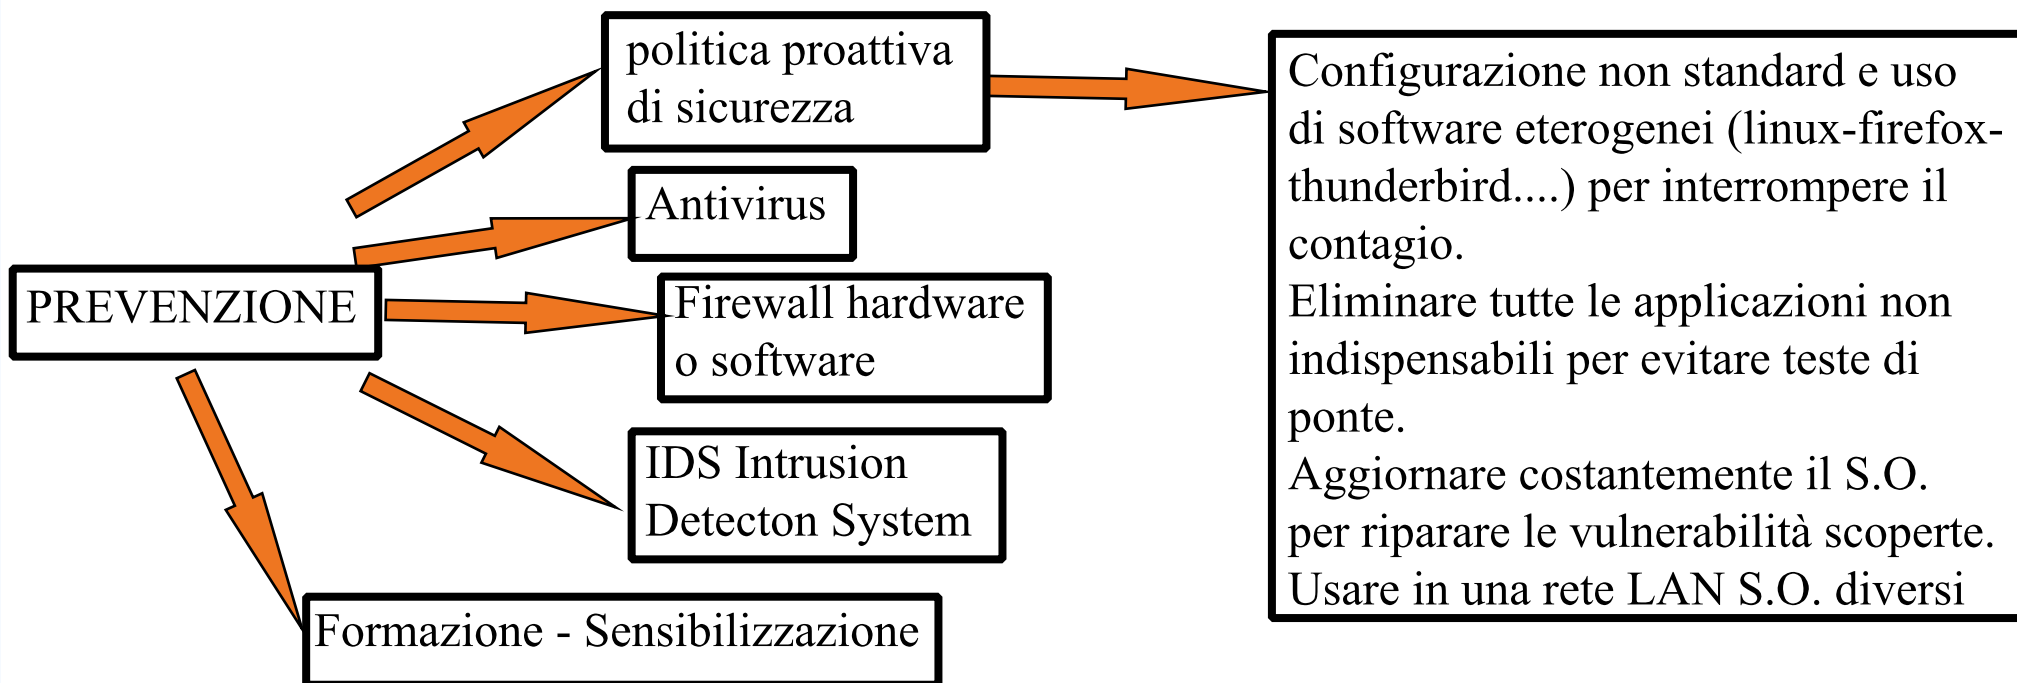 politica proattiva
di sicurezza
Antivirus
PREVENZIONE
Firewall hardware
o software
IDS Intrusion
Detecton System
Formazione - Sensibilizzazione
Configurazione non standard e uso
di software eterogenei (linux-firefox-
thunderbird....) per interrompere il
contagio.
Eliminare tutte le applicazioni non
indispensabili per evitare teste di
ponte.
Aggiornare costantemente il S.O.
per riparare le vulnerabilità scoperte.
Usare in una rete LAN S.O. diversi